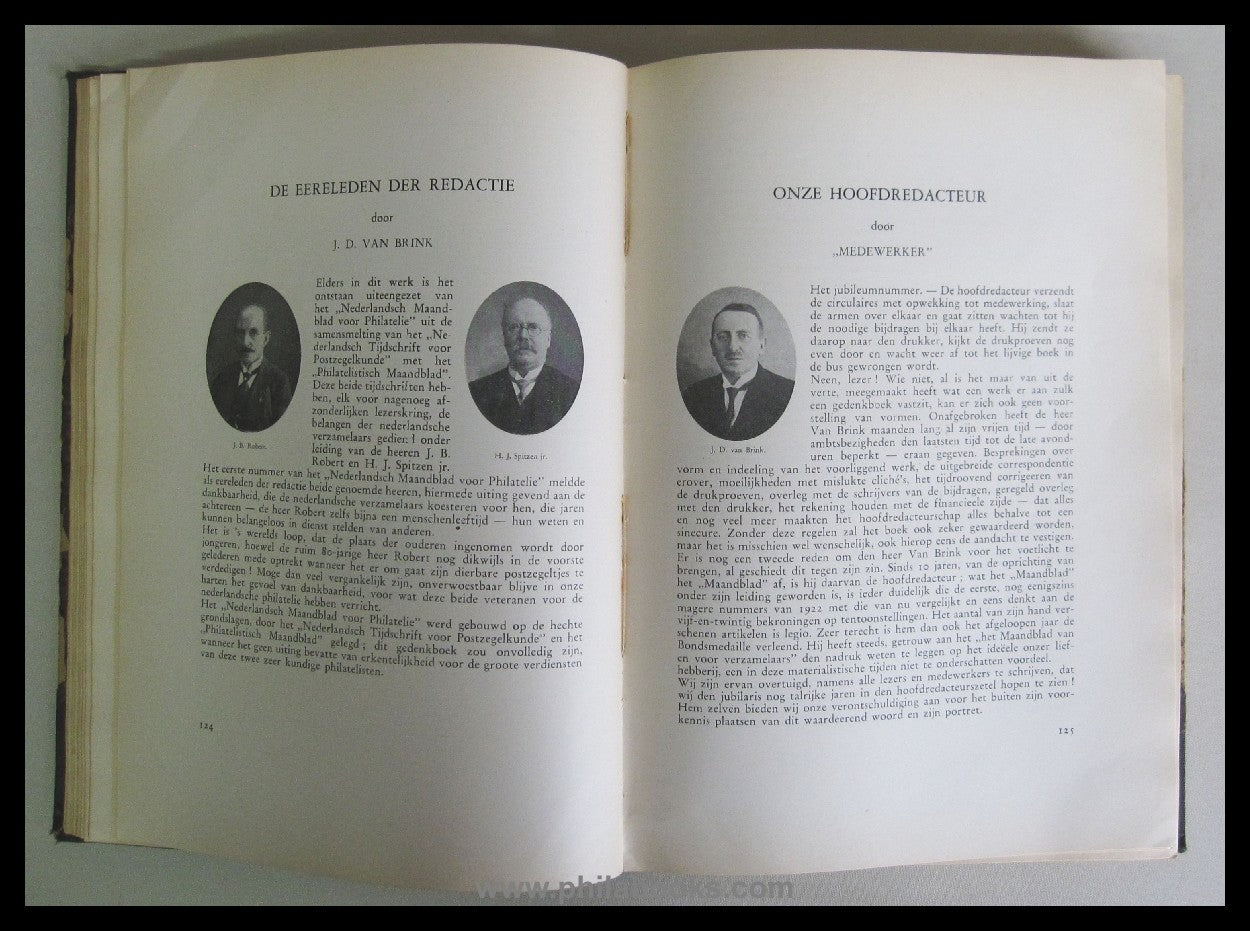 DE EERELEDEN DER REDACTIE
door
J. D. VAN BRINK
Elders in dit werk is het
ontstaan uiteengezet van
het „Nederlandsch Maand-
blad voor Philatelie" uit de
samensmelting van het „Ne-
derlandsch Tijdschrift voor
Postzegelkunde" met het
„Philatelistisch Maandblad".
Deze beide tijdschriften heb-
ben, elk voor nagenoeg af-
zonderlijken lezerskring, de
belangen der nederlandsche
verzamelaars gediend onder
leiding van de heeren J. B.
Robert en H. J. Spitzen jr.
J. B. Robert.
H. J. Spitzen jr.
Het eerste nummer van het „Nederlandsch Maandblad voor Philatelie" meldde
als eereleden der redactie beide genoemde heeren, hiermede uiting gevend aan de
dankbaarheid, die de nederlandsche verzamelaars koesteren voor hen, die jaren
achtereen — de heer Robert zelfs bijna een menschenleeftijd — hun weten en
kunnen belangeloos in dienst stelden van anderen.
Het is 's werelds loop, dat de plaats der ouderen ingenomen wordt door
jongeren, hoewel de ruim 80-jarige heer Robert nog dikwijls in de voorste
gelederen mede optrekt wanneer het er om gaat zijn dierbare postzegeltjes te
verdedigen! Moge dan veel vergankelijk zijn, onverwoestbaar blijve in onze
harten het gevoel van dankbaarheid, voor wat deze beide veteranen voor de
nederlandsche philatelie hebben verricht.
Het „Nederlandsch Maandblad voor Philatelie" werd gebouwd op de hechte
grondslagen, door het „Nederlandsch Tijdschrift voor Postzegelkunde" en het
„Philatelistisch Maandblad" gelegd; dit gedenkboek zou onvolledig zijn,
wanneer het geen uiting bevatte van erkentelijkheid voor de groote verdiensten
van deze twee zeer kundige philatelisten.
124
ONZE HOOFDREDACTEUR
door
„MEDEWERKER"
Het jubileumnummer. — De hoofdredacteur verzendt
de circulaires met opwekking tot medewerking, slaat
de armen over elkaar en gaat zitten wachten tot hij
de noodige bijdragen bij elkaar heeft. Hij zendt ze
daarop naar den drukker, kijkt de drukproeven nog
even door en wacht weer af tot het lijvige boek in
de bus gewrongen wordt.
Neen, lezer! Wie niet, al is het maar van uit de
verte, meegemaakt heeft wat een werk er aan zulk
een gedenkboek vastzit, kan er zich ook geen voor-
stelling van vormen. Onafgebroken heeft de heer
Van Brink maanden lang al zijn vrijen tijd — door
ambtsbezigheden den laatsten tijd tot de late avond-
uren beperkt — eraan gegeven. Besprekingen over
J. D. van Brink.
vorm en indeeling van het voorliggend werk, de uitgebreide correspondentie
erover, moeilijkheden met mislukte cliché's, het tijdroovend corrigeren van
de drukproeven, overleg met de schrijvers van de bijdragen, geregeld overleg
met den drukker, het rekening houden met de financieele zijde — dat alles
en nog veel meer maakten het hoofdredacteurschap alles behalve tot een
sinecure. Zonder deze regelen zal het boek ook zeker gewaardeerd worden,
maar het is misschien wel wenschelijk, ook hierop eens de aandacht te vestigen.
Er is nog een tweede reden om den heer Van Brink voor het voetlicht te
brengen, al geschiedt dit tegen zijn zin. Sinds 10 jaren, van de oprichting van
het „Maandblad" af, is hij daarvan de hoofdredacteur; wat het „Maandblad"
onder zijn leiding geworden is, is ieder duidelijk die de eerste, nog eenigszins
magere nummers van 1922 met die van nu vergelijkt en eens denkt aan de
vijf-en-twintig bekroningen op tentoonstellingen. Het aantal van zijn hand ver-
schenen artikelen is legio. Zeer terecht is hem dan ook het afgeloopen jaar de
Bondsmedaille verleend. Hij heeft steeds, getrouw aan het „het Maandblad van
en voor verzamelaars" den nadruk weten te leggen op het ideëele onzer lief-
hebberij, een in deze materialistische tijden niet te onderschatten voordeel.
Wij zijn ervan overtuigd, namens alle lezers en medewerkers te schrijven, dat
wij den jubilaris nog talrijke jaren in den hoofdredacteurszetel hopen te zien!
Hem zelven bieden wij onze verontschuldiging aan voor het buiten zijn voor-
kennis plaatsen van dit waardeerend woord en zijn portret.
125
www.philabooks.com